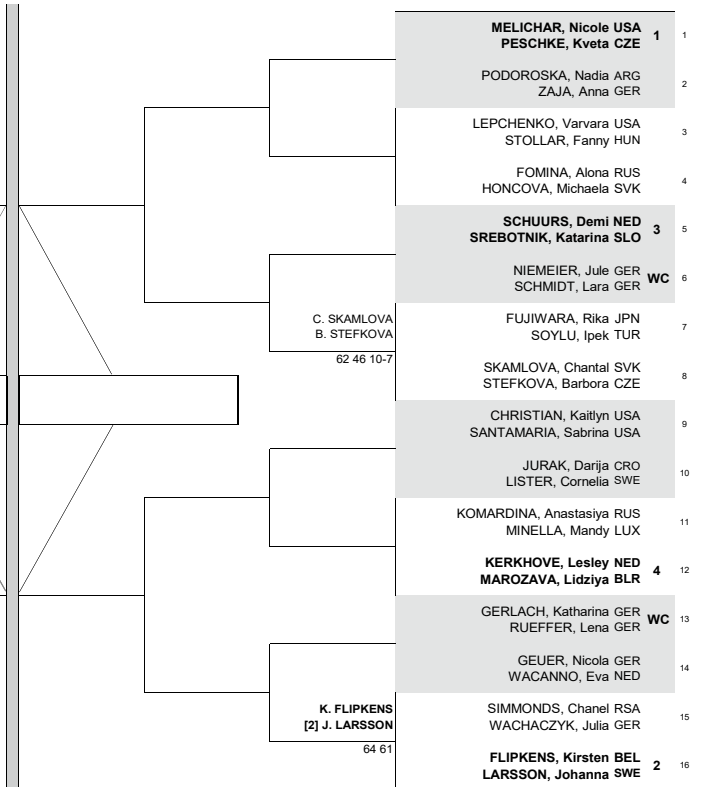 MELICHAR, Nicole USA 1 1
PESCHKE, Kveta CZE
PODOROSKA, Nadia ARG 2
ZAJA, Anna GER
LEPCHENKO, Varvara USA 3
STOLLAR, Fanny HUN
FOMINA, Alona RUS 4
HONCOVA, Michaela SVK
SCHUURS, Demi NED 3 5
SREBOTNIK, Katarina SLO
NIEMEIER, Jule GER WC 6
SCHMIDT, Lara GER
C. SKAMLOVA
B. STEFKOVA
62 46 10-7
FUJIWARA, Rika JPN 7
SOYLU, Ipek TUR
SKAMLOVA, Chantal SVK 8
STEFKOVA, Barbora CZE
CHRISTIAN, Kaitlyn USA 9
SANTAMARIA, Sabrina USA
JURAK, Darija CRO 10
LISTER, Cornelia SWE
KOMARDINA, Anastasiya RUS 11
MINELLA, Mandy LUX
KERKHOVE, Lesley NED 4 12
MAROZAVA, Lidziya BLR
GERLACH, Katharina GER WC 13
RUEFFER, Lena GER
GEUER, Nicola GER 14
WACANNO, Eva NED
K. FLIPKENS
[2] J. LARSSON
64 61
SIMMONDS, Chanel RSA 15
WACHACZYK, Julia GER
FLIPKENS, Kirsten BEL 2 16
LARSSON, Johanna SWE